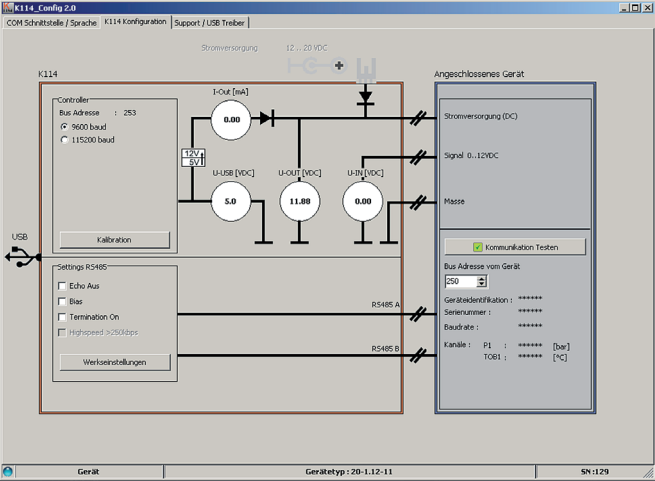 K114_Config 2.0
COM Schnittstelle / Sprache
K114 Konfiguration
Support / USB Treiber
Stromversorgung 12 ... 20 VDC
K114
Controller
Bus Adresse : 253
9600 baud
115200 baud
Kalibration
I-Out [mA]
0.00
12V
5V
U-USB [VDC]
5.0
U-OUT [VDC]
11.88
U-IN [VDC]
0.00
USB
Settings RS485
Echo Aus
Bias
Termination On
Highspeed >250kbps
Werkseinstellungen
RS485 A
RS485 B
Angeschlossenes Gerät
Stromversorgung (DC)
Signal 0..12VDC
Masse
Kommunikation Testen
Bus Adresse vom Gerät
250
Geräteidentifikation : ******
Serienummer : ******
Baudrate : ******
Kanäle : P1 : ****** [bar]
TOB1 : ****** [°C]
Gerät
Gerätetyp : 20-1.12-11
SN :129